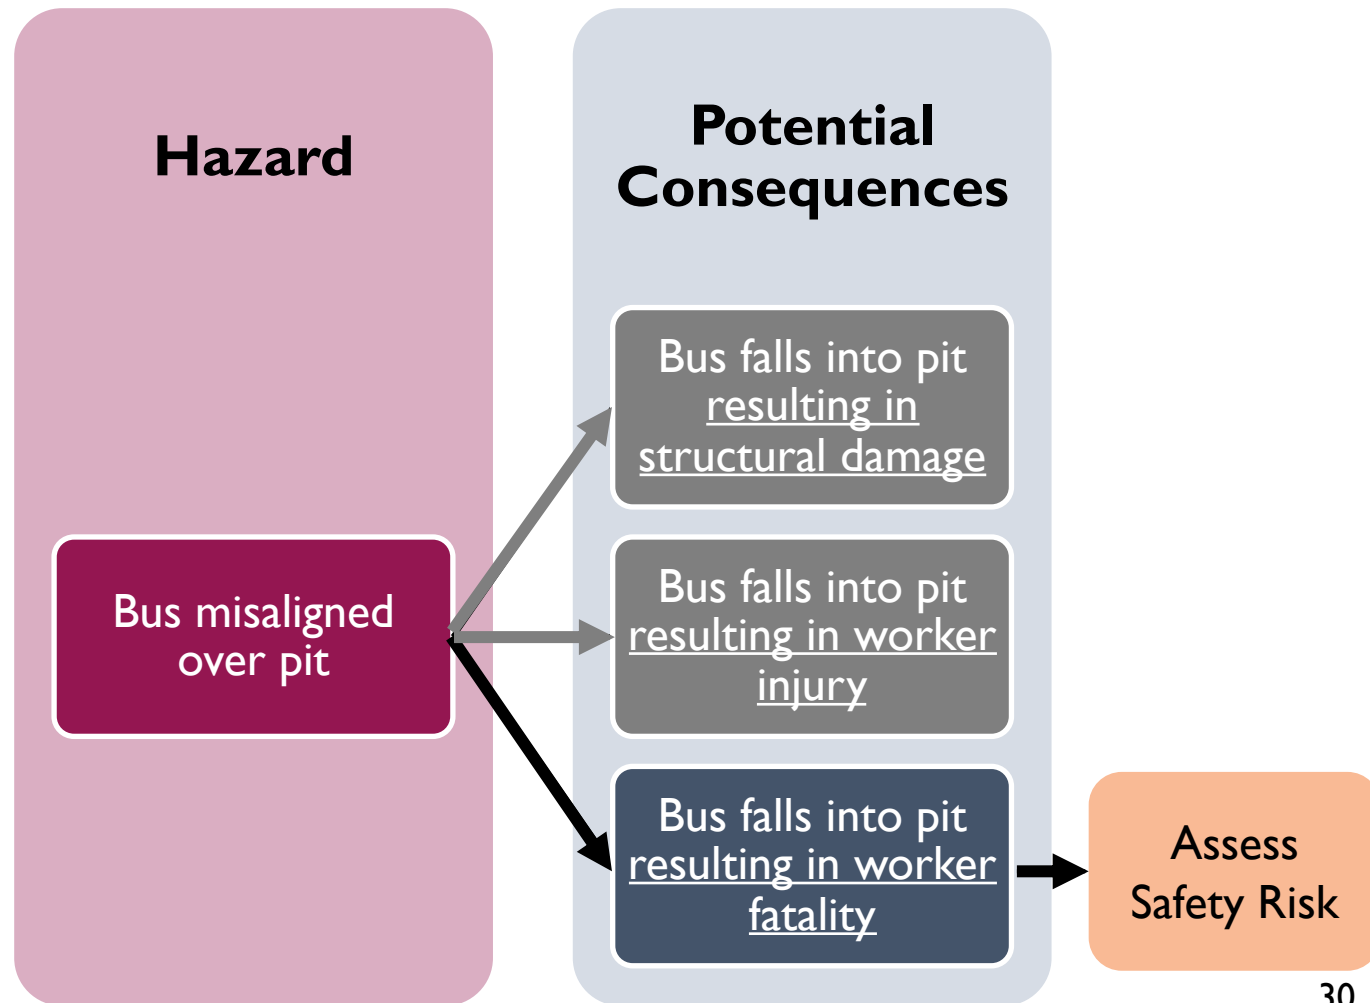 Hazard
Potential
Consequences
Bus misaligned
over pit
Bus falls into pit
resulting in
structural damage
Bus falls into pit
resulting in worker
injury
Bus falls into pit
resulting in worker
fatality
Assess
Safety Risk
30